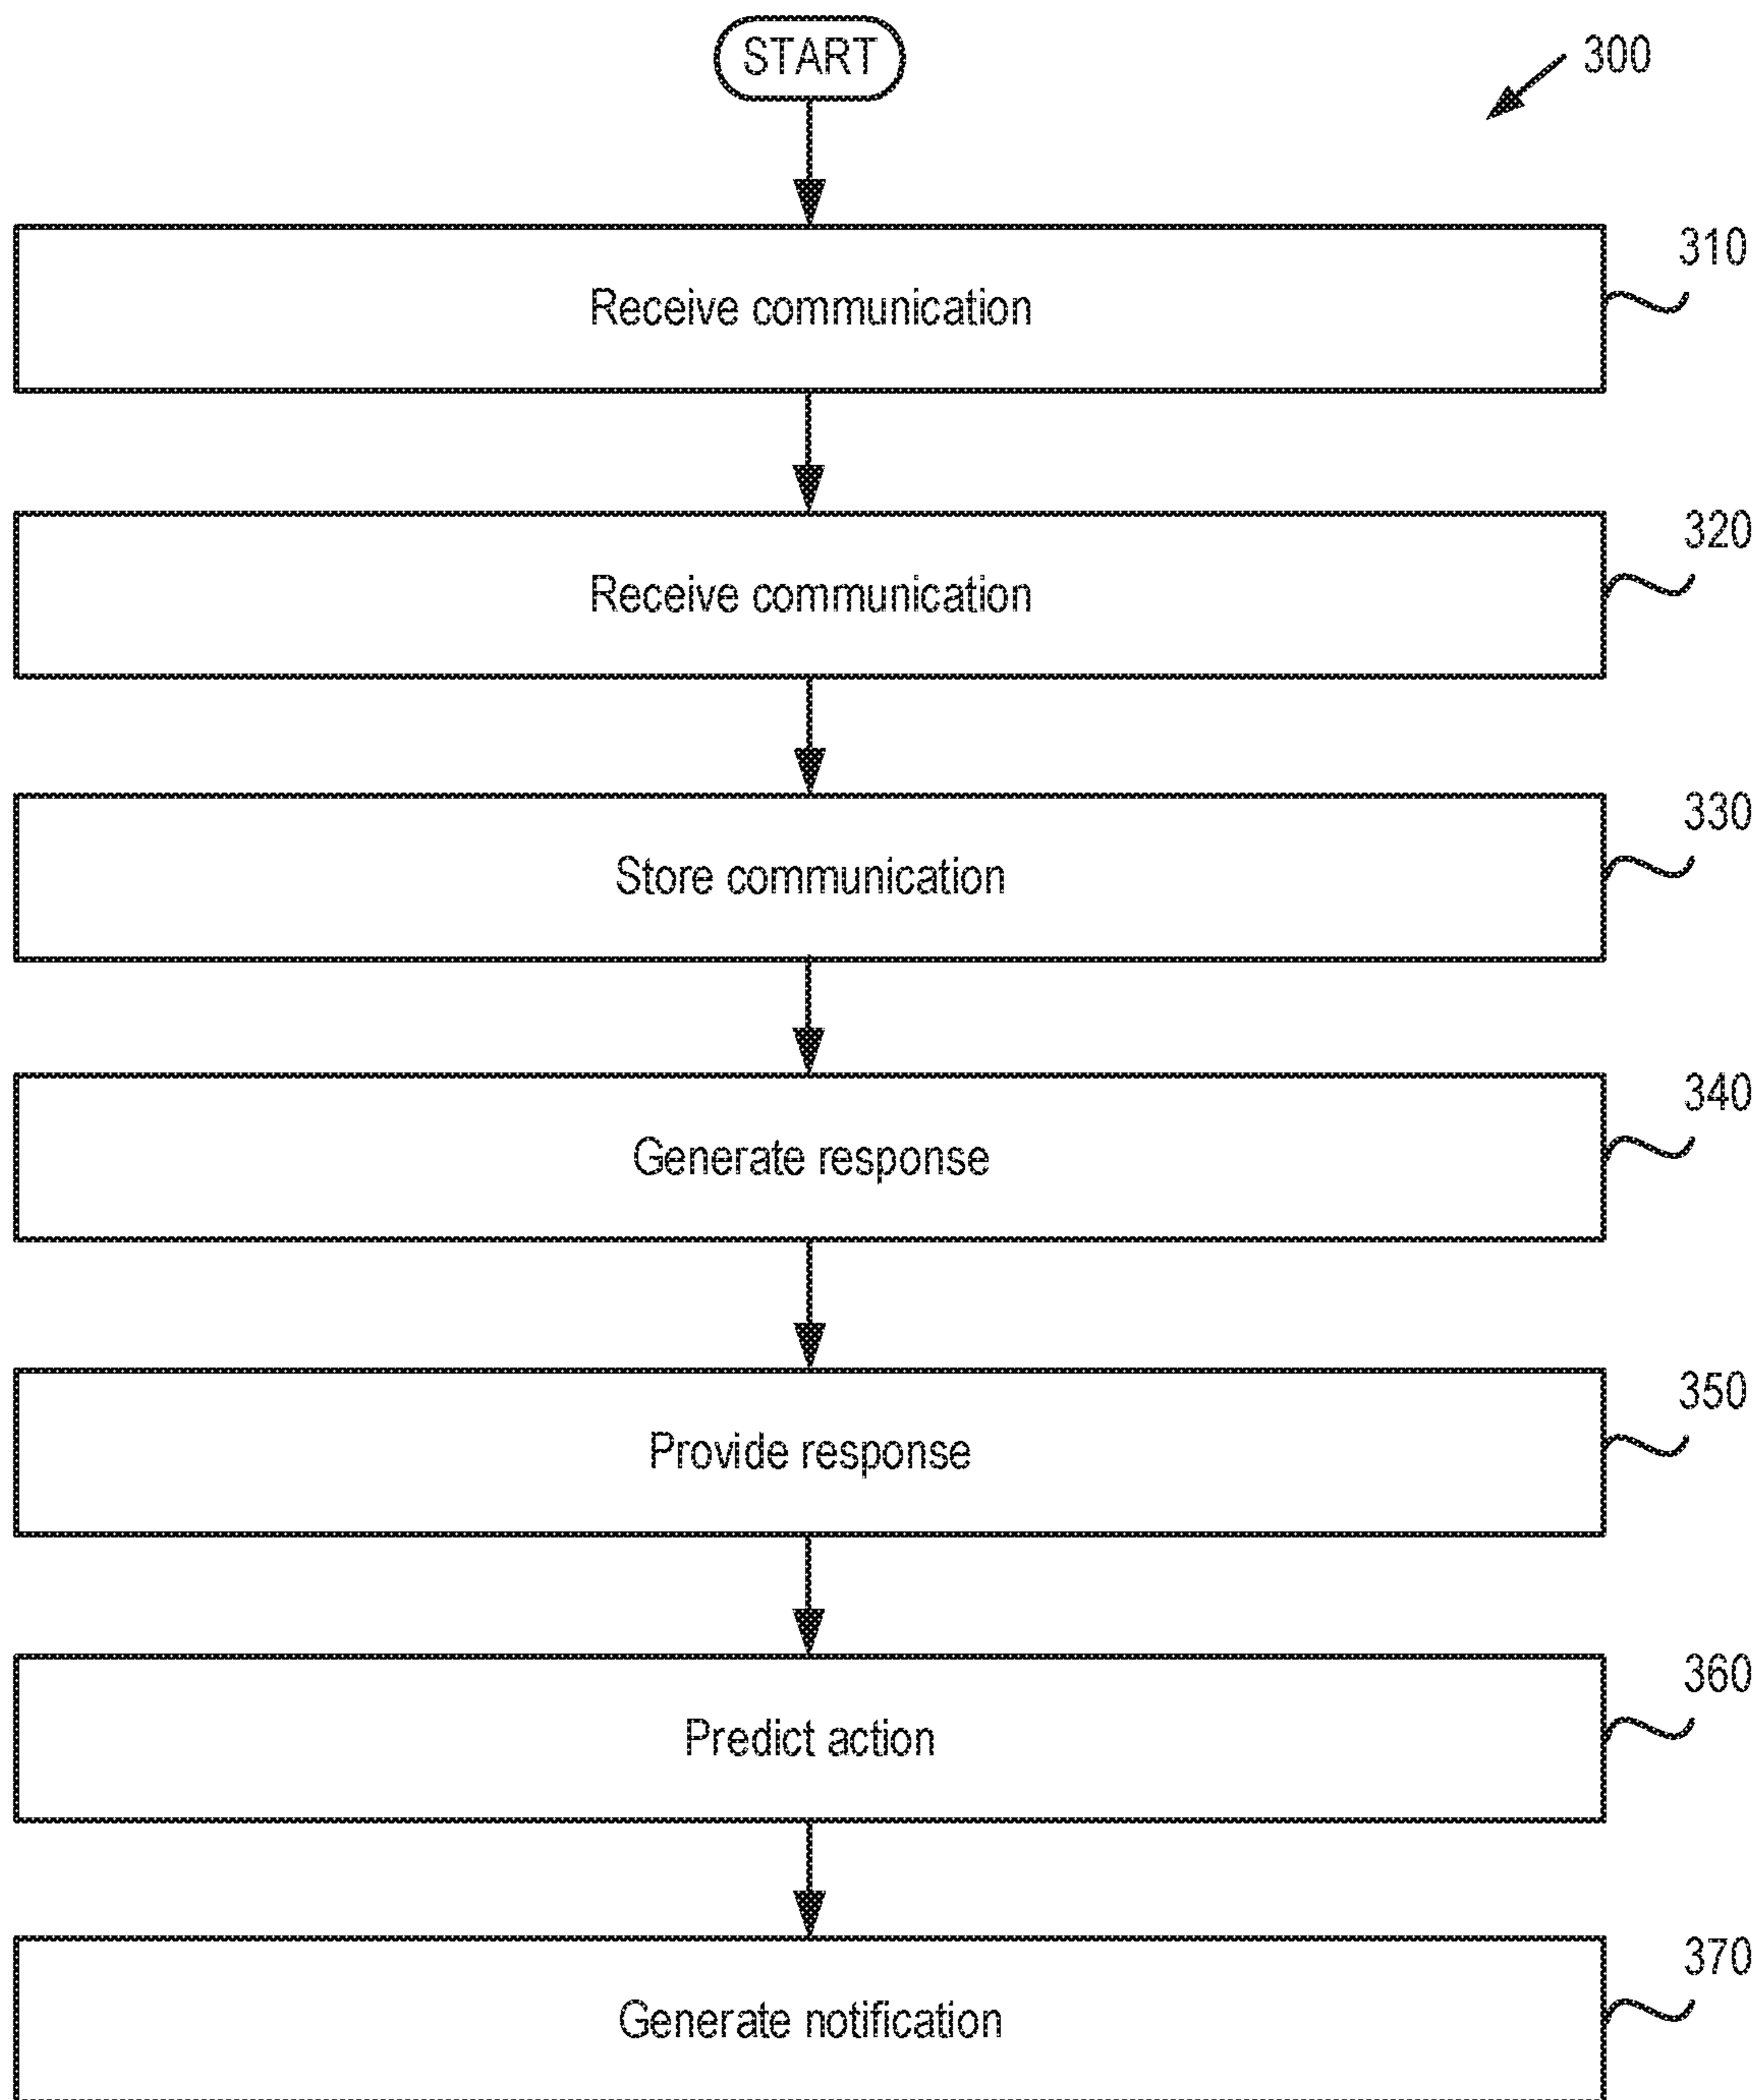 START
300
310
Receive communication
320
Receive communication
330
Store communication
340
Generate response
350
Provide response
360
Predict action
370
Generate notification